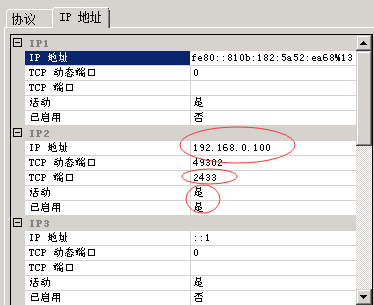 协议 IP 地址
IP1
IP 地址 fe80::810b:182:5a52:ea68%13
TCP 动态端口 0
TCP 端口
活动 是
已启用 否
IP2
IP 地址 192.168.0.100
TCP 动态端口 49302
TCP 端口 2433
活动 是
已启用 是
IP3
IP 地址 ::1
TCP 动态端口 0
TCP 端口
活动 是
已启用 否